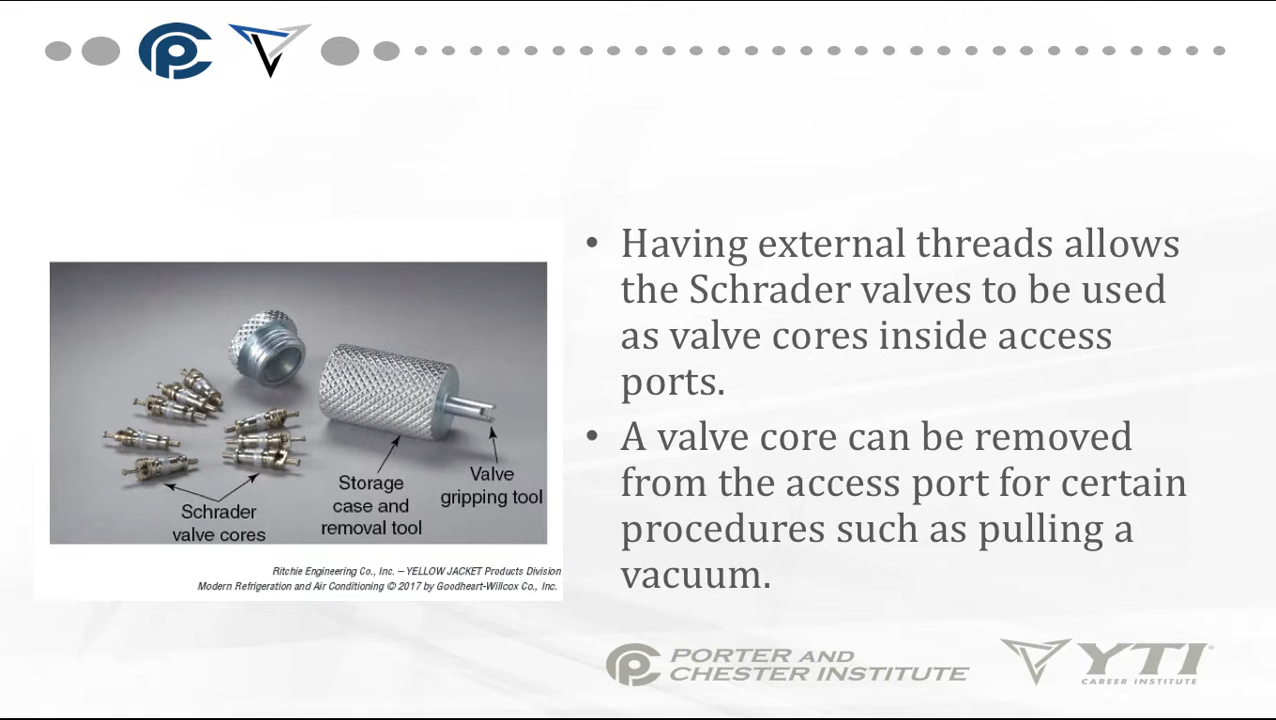 • Having external threads allows
the Schrader valves to be used
as valve cores inside access
ports.
• A valve core can be removed
from the access port for certain
procedures such as pulling a
vacuum.
Schrader
valve cores
Storage
case and
removal tool
Valve
gripping tool
Ritchie Engineering Co., Inc. – YELLOW JACKET Products Division
Modern Refrigeration and Air Conditioning © 2017 by Goodheart-Willcox Co., Inc.
PORTER AND
CHESTER INSTITUTE
YTI
CAREER INSTITUTE